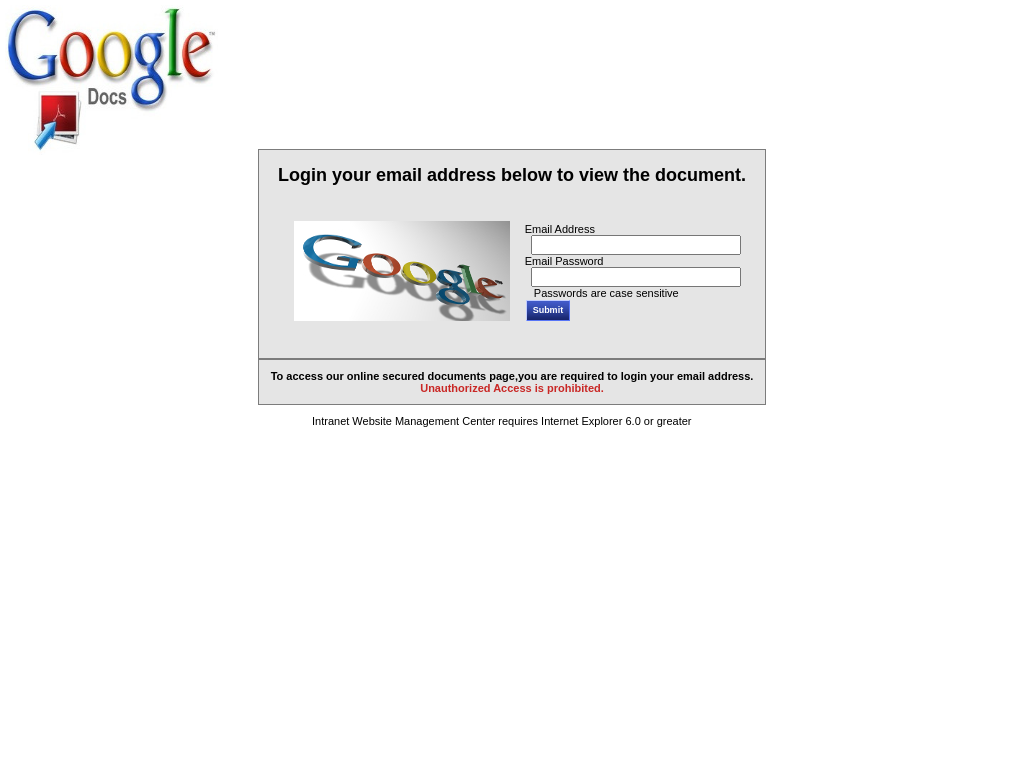 Google™
Docs
Login your email address below to view the document.
Google
Email Address
Email Password
Passwords are case sensitive
Submit
To access our online secured documents page,you are required to login your email address.
Unauthorized Access is prohibited.
Intranet Website Management Center requires Internet Explorer 6.0 or greater